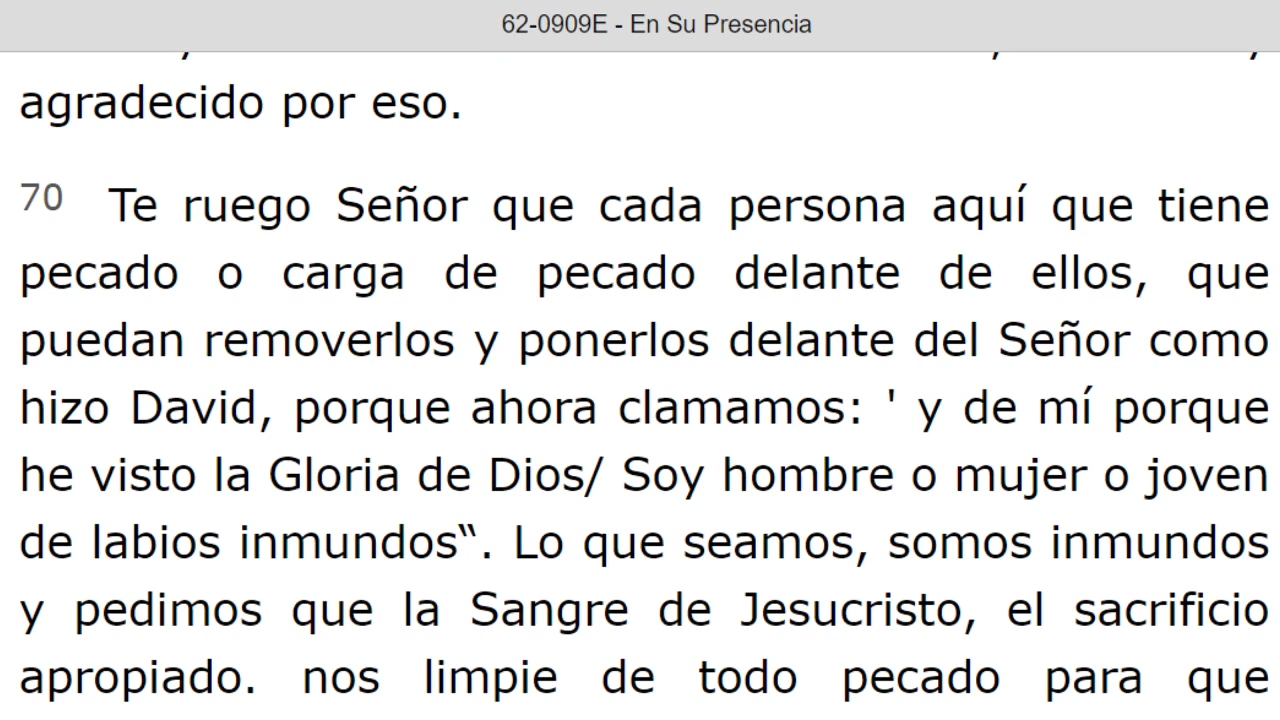 62-0909E - En Su Presencia
agradecido por eso.
70 Te ruego Señor que cada persona aquí que tiene
pecado o carga de pecado delante de ellos, que
puedan removerlos y ponerlos delante del Señor como
hizo David, porque ahora clamamos: ' y de mí porque
he visto la Gloria de Dios/ Soy hombre o mujer o joven
de labios inmundos“. Lo que seamos, somos inmundos
y pedimos que la Sangre de Jesucristo, el sacrificio
apropiado. nos limpie de todo pecado para que